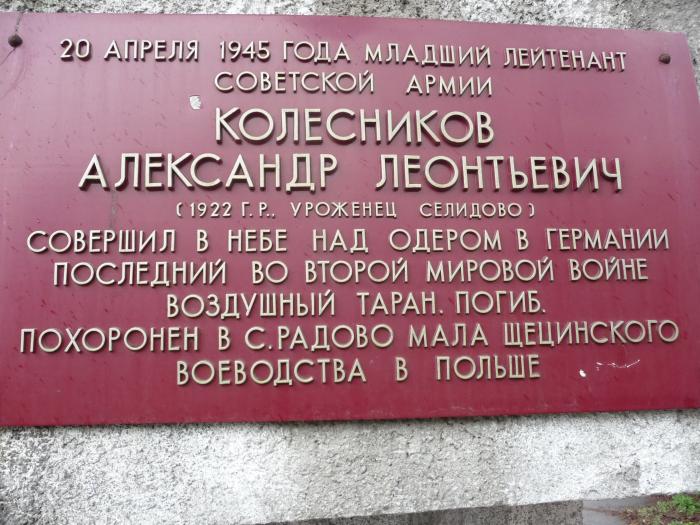 20 АПРЕЛЯ 1945 ГОДА МЛАДШИЙ ЛЕЙТЕНАНТ
СОВЕТСКОЙ АРМИИ
КОЛЕСНИКОВ
АЛЕКСАНДР ЛЕОНТЬЕВИЧ
(1922 Г.Р., УРОЖЕНЕЦ СЕЛИДОВО)
СОВЕРШИЛ В НЕБЕ НАД ОДЕРОМ В ГЕРМАНИИ
ПОСЛЕДНИЙ ВО ВТОРОЙ МИРОВОЙ ВОЙНЕ
ВОЗДУШНЫЙ ТАРАН. ПОГИБ.
ПОХОРОНЕН В С.РАДОВО МАЛА ЩЕЦИНСКОГО
ВОЕВОДСТВА В ПОЛЬШЕ